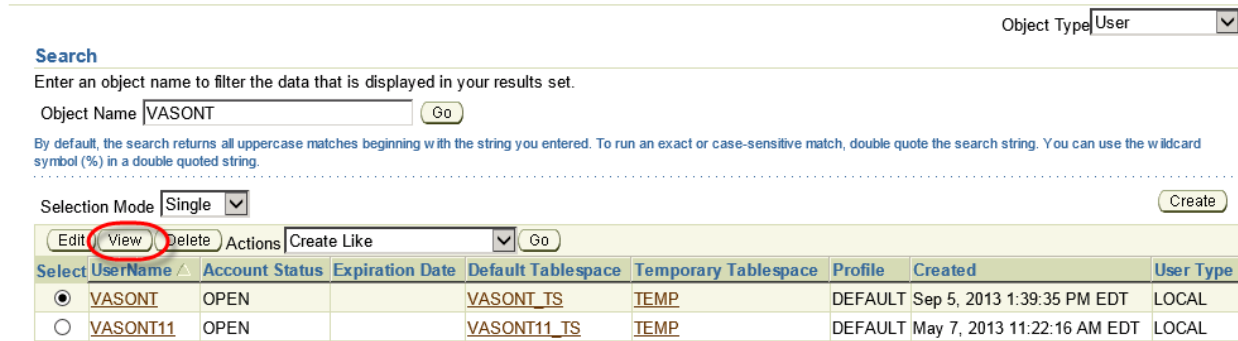 Object Type User
Search
Enter an object name to filter the data that is displayed in your results set.
Object Name VASONT Go
By default, the search returns all uppercase matches beginning with the string you entered. To run an exact or case-sensitive match, double quote the search string. You can use the wildcard
symbol (%) in a double quoted string.
Selection Mode Single Create
Edit View Delete Actions Create Like Go
Select UserName Account Status Expiration Date Default Tablespace Temporary Tablespace Profile Created User Type
VASONT OPEN VASONT_TS TEMP DEFAULT Sep 5, 2013 1:39:35 PM EDT LOCAL
VASONT11 OPEN VASONT11_TS TEMP DEFAULT May 7, 2013 11:22:16 AM EDT LOCAL